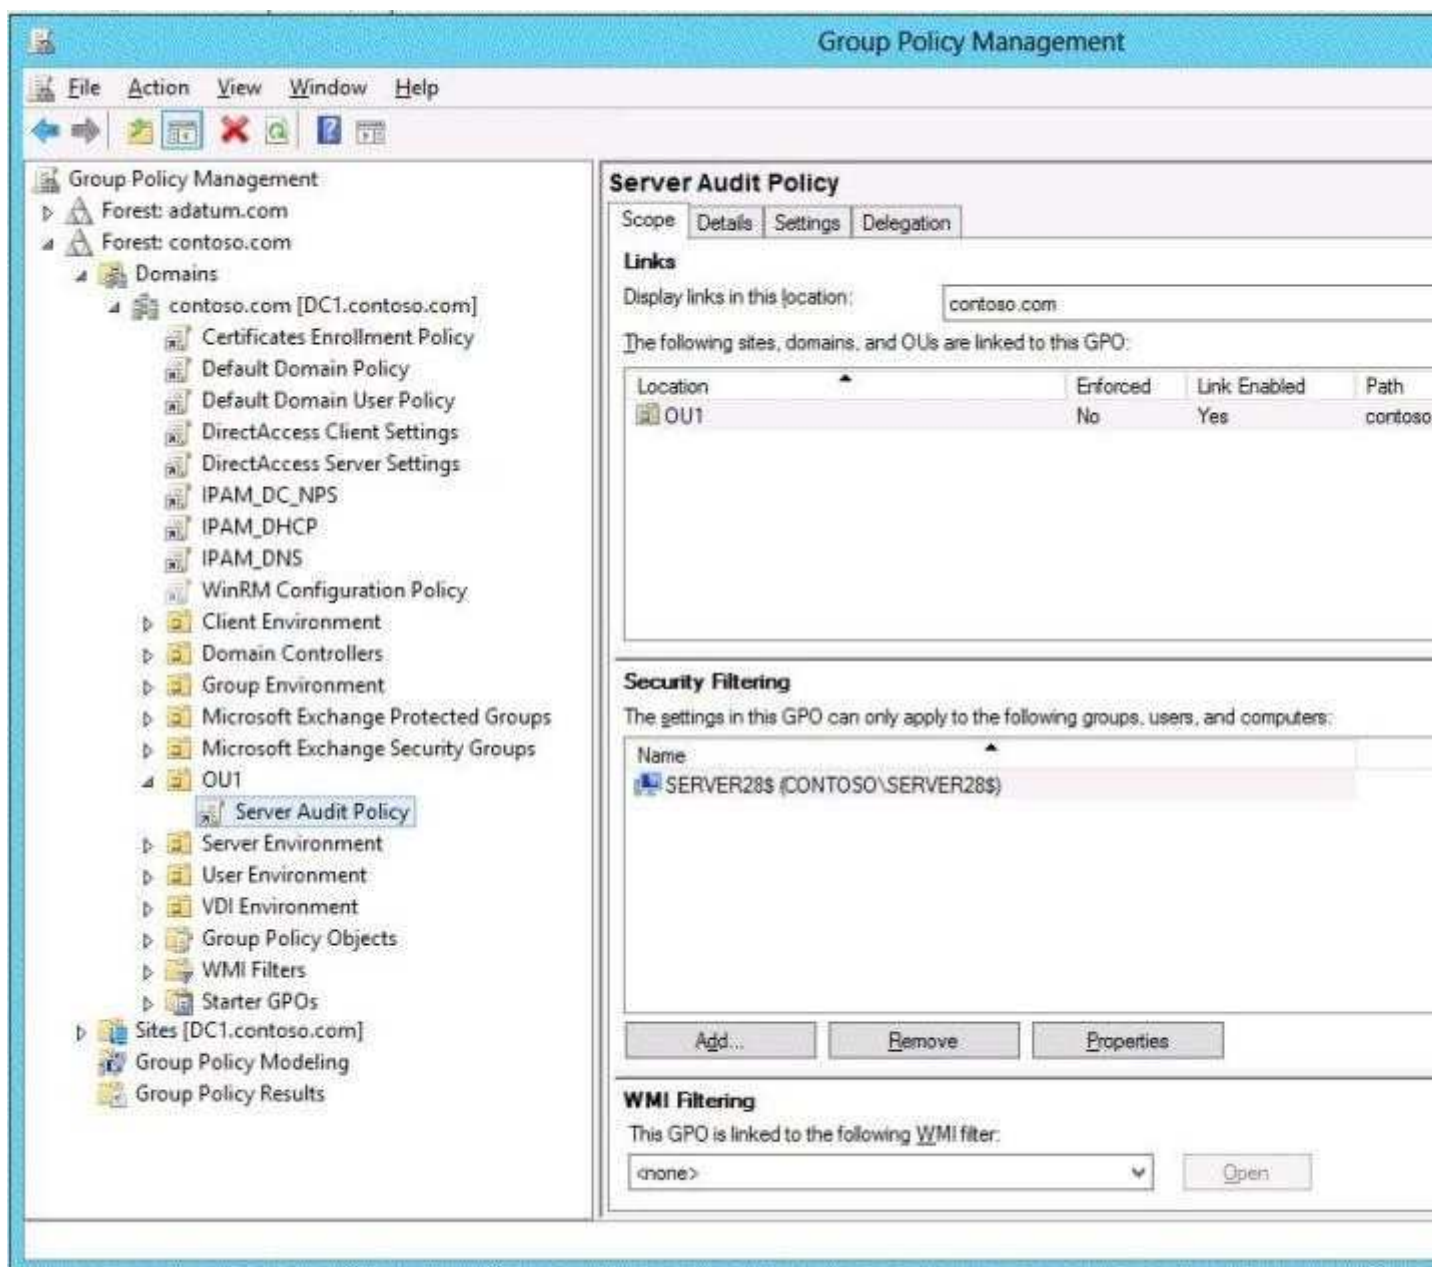 Group Policy Management
File Action View Window Help
Group Policy Management
Forest: adatum.com
Forest: contoso.com
Domains
contoso.com [DC1.contoso.com]
Certificates Enrollment Policy
Default Domain Policy
Default Domain User Policy
DirectAccess Client Settings
DirectAccess Server Settings
IPAM_DC_NPS
IPAM_DHCP
IPAM_DNS
WinRM Configuration Policy
Client Environment
Domain Controllers
Group Environment
Microsoft Exchange Protected Groups
Microsoft Exchange Security Groups
OU1
Server Audit Policy
Server Environment
User Environment
VDI Environment
Group Policy Objects
WMI Filters
Starter GPOs
Sites [DC1.contoso.com]
Group Policy Modeling
Group Policy Results
Server Audit Policy
Scope Details Settings Delegation
Links
Display links in this location: contoso.com
The following sites, domains, and OUs are linked to this GPO:
Location Enforced Link Enabled Path
OU1 No Yes contoso
Security Filtering
The settings in this GPO can only apply to the following groups, users, and computers:
Name
SERVER28$ (CONTOSO\SERVER28$)
Add... Remove Properties
WMI Filtering
This GPO is linked to the following WMI filter:
<none> Open